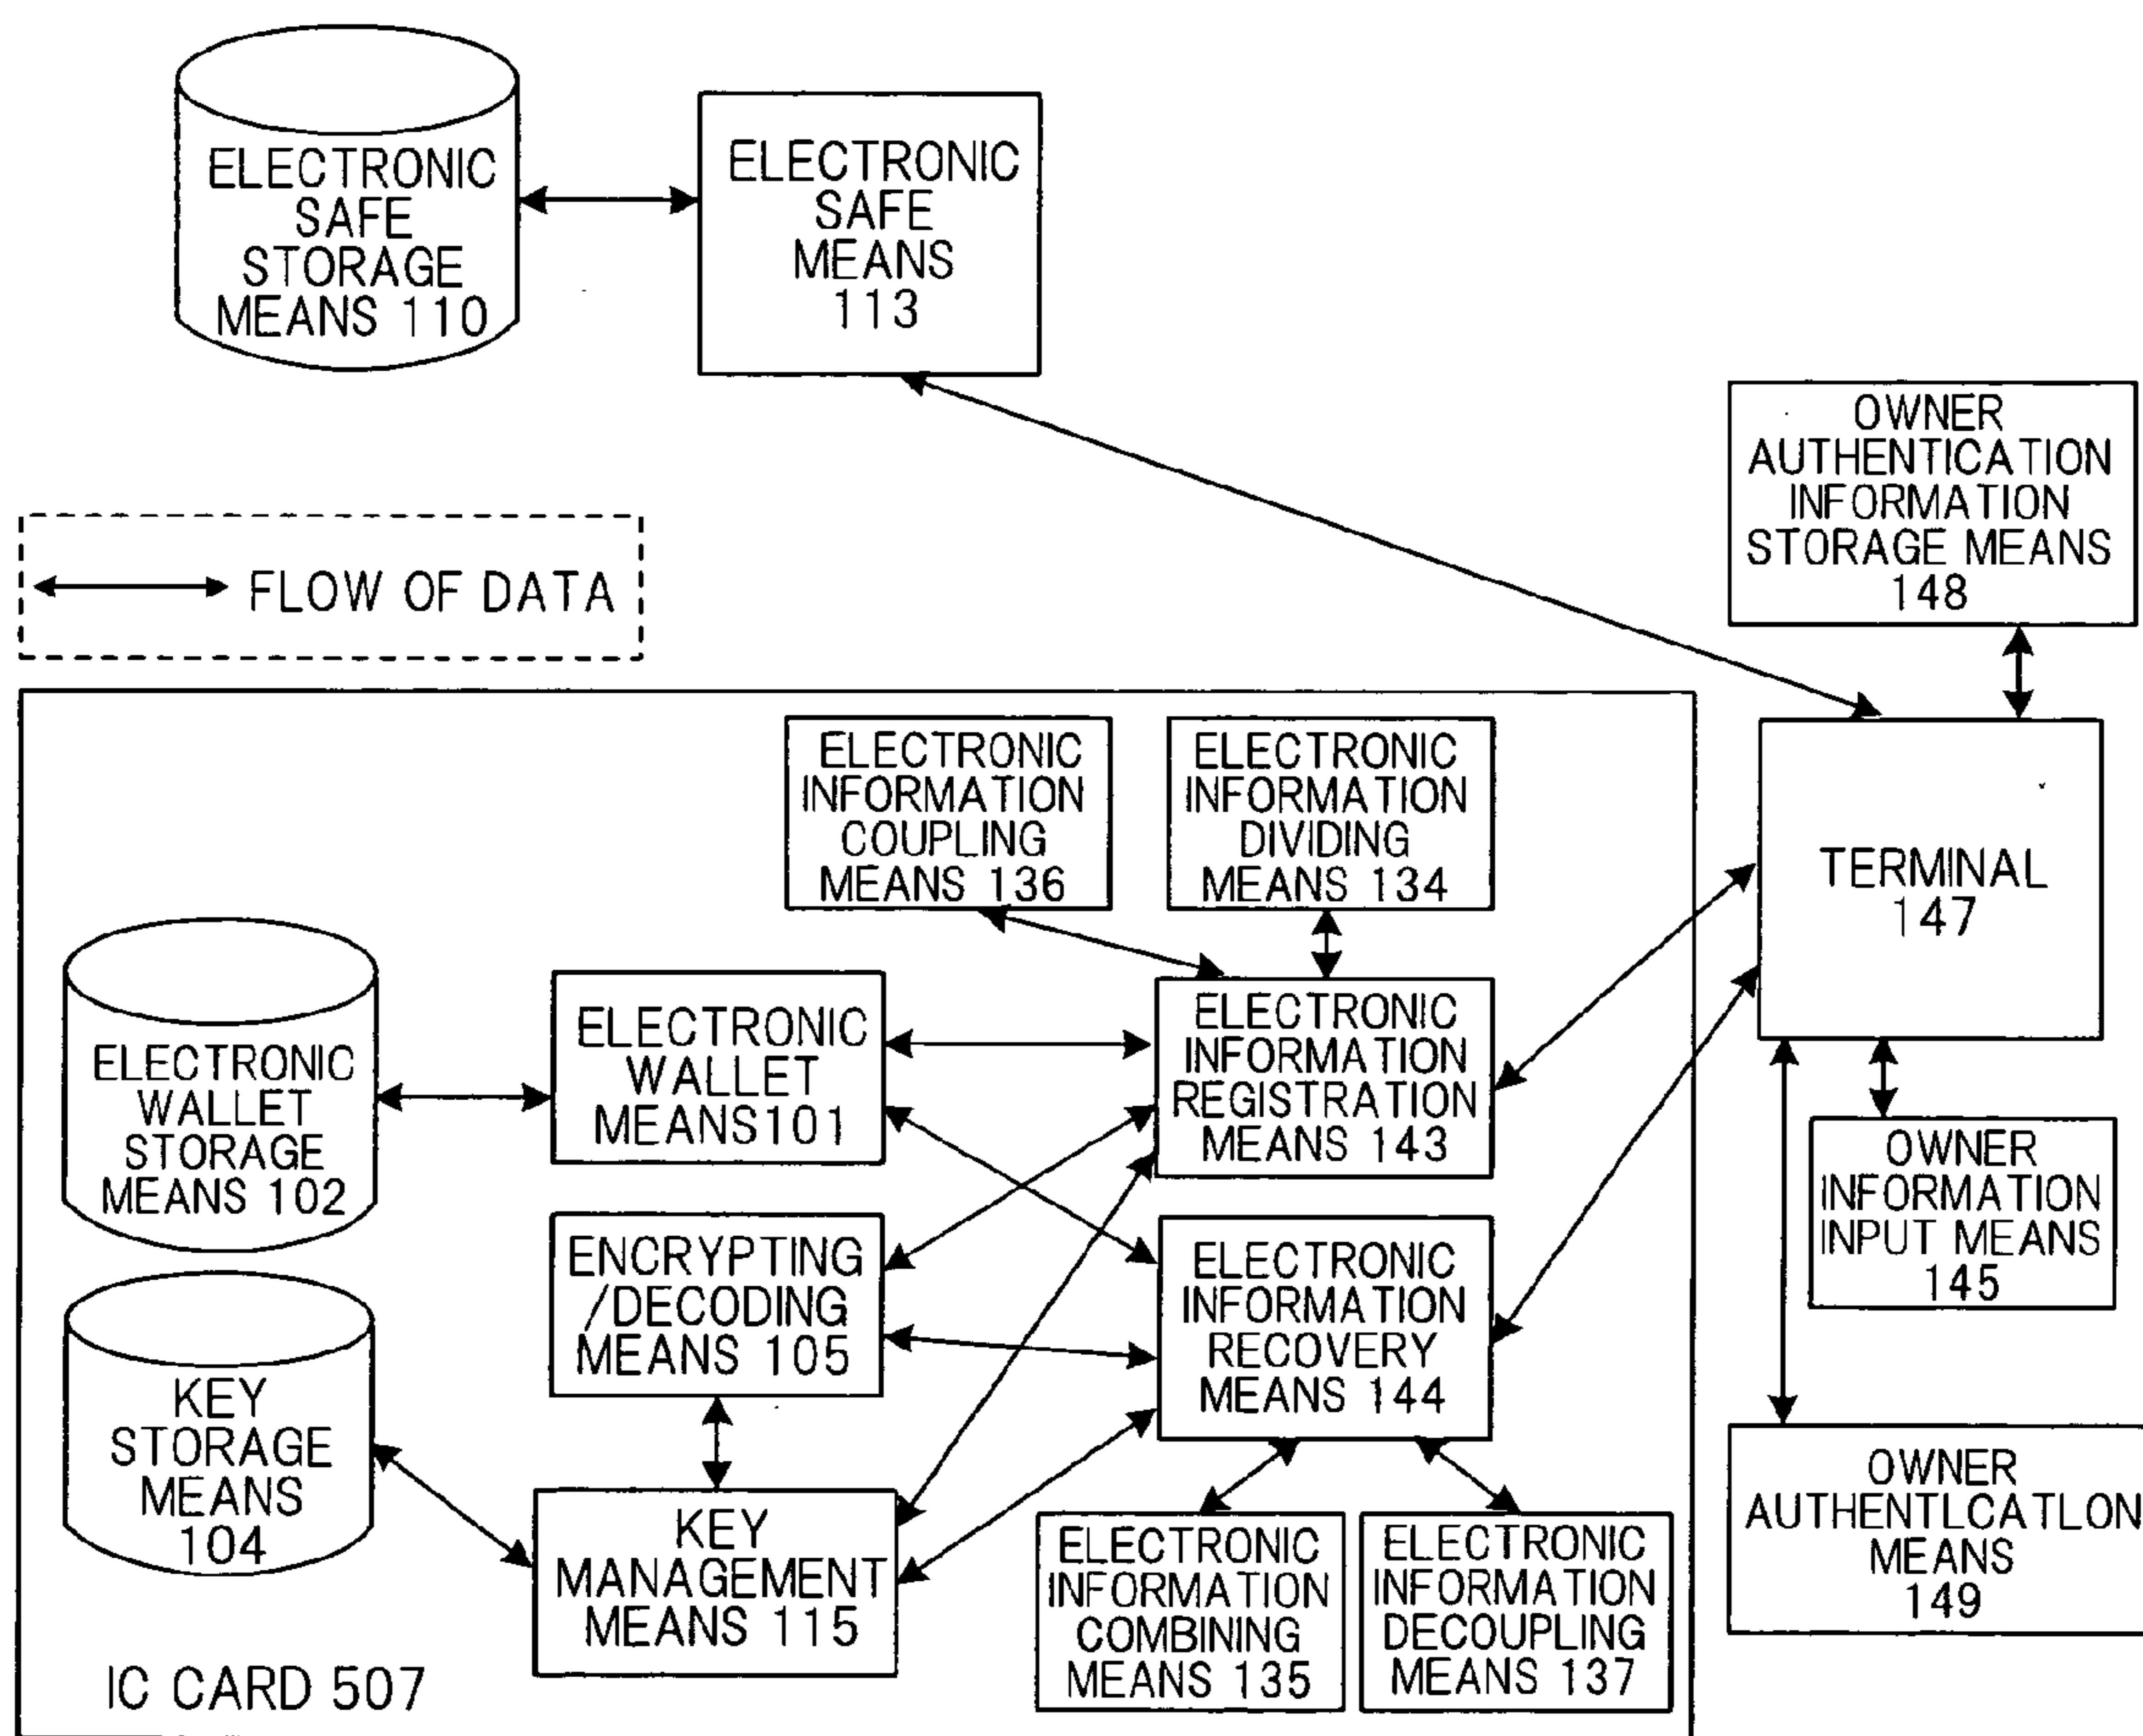 ELECTRONIC
SAFE
STORAGE
MEANS 110
ELECTRONIC
SAFE
MEANS
113
OWNER
AUTHENTICATION
INFORMATION
STORAGE MEANS
148
FLOW OF DATA
ELECTRONIC
INFORMATION
COUPLING
MEANS 136
ELECTRONIC
INFORMATION
DIVIDING
MEANS 134
TERMINAL
147
ELECTRONIC
WALLET
STORAGE
MEANS 102
ELECTRONIC
WALLET
MEANS101
ELECTRONIC
INFORMATION
REGISTRATION
MEANS 143
OWNER
INFORMATION
INPUT MEANS
145
ENCRYPTING
/DECODING
MEANS 105
ELECTRONIC
INFORMATION
RECOVERY
MEANS 144
KEY
STORAGE
MEANS
104
KEY
MANAGEMENT
MEANS 115
ELECTRONIC
INFORMATION
COMBINING
MEANS 135
ELECTRONIC
INFORMATION
DECOUPLING
MEANS 137
OWNER
AUTHENTLCATLON
MEANS
149
IC CARD 507